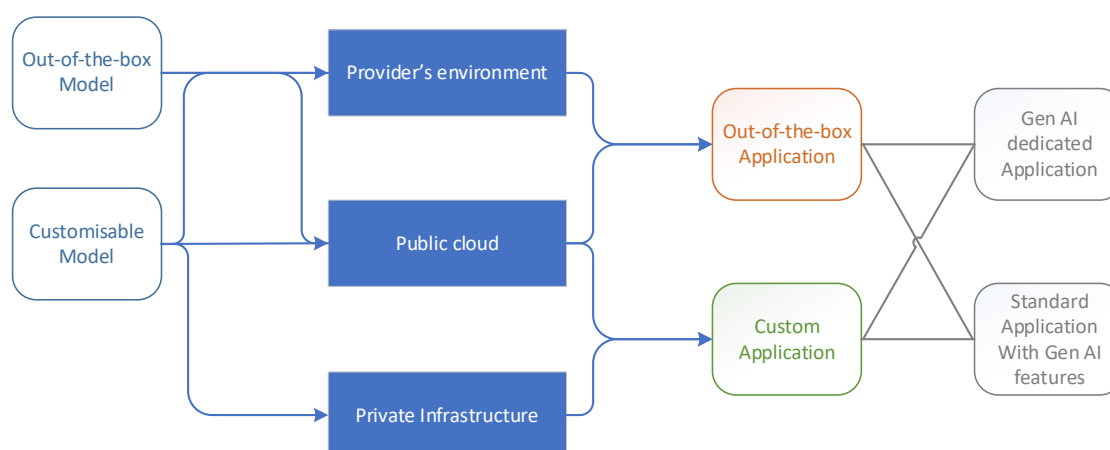 Out-of-the-box
Model
Customisable
Model
Provider's environment
Public cloud
Private Infrastructure
Out-of-the-box
Application
Custom
Application
Gen AI
dedicated
Application
Standard
Application
With Gen AI
features